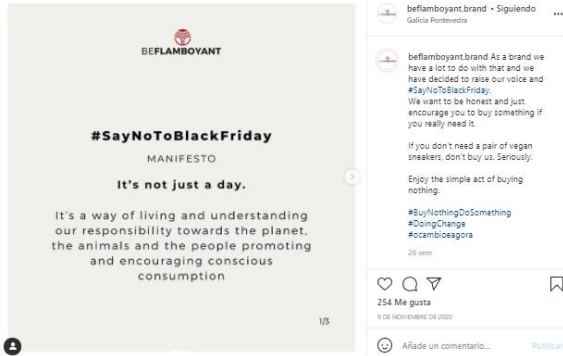 BEFLAMBOYANT
#SayNoToBlackFriday
MANIFESTO
It's not just a day.
It's a way of living and understanding
our responsibility towards the planet,
the animals and the people promoting
and encouraging conscious
consumption
1/3
beflamboyant.brand • Siguiendo
Galicia Pontevedra
...
beflamboyant.brand As a brand we
have a lot to do with that and we
have decided to raise our voice and
#SayNoToBlackFriday.
We want to be honest and just
encourage you to buy something if
you really need it.
If you don't need a pair of vegan
sneakers, don't buy us. Seriously.
Enjoy the simple act of buying
nothing.
#BuyNothingDoSomething
#DoingChange
#ocambioeagora
26 sem
254 Me gusta
9 DE NOVIEMBRE DE 2020
Añade un comentario...
Publicar